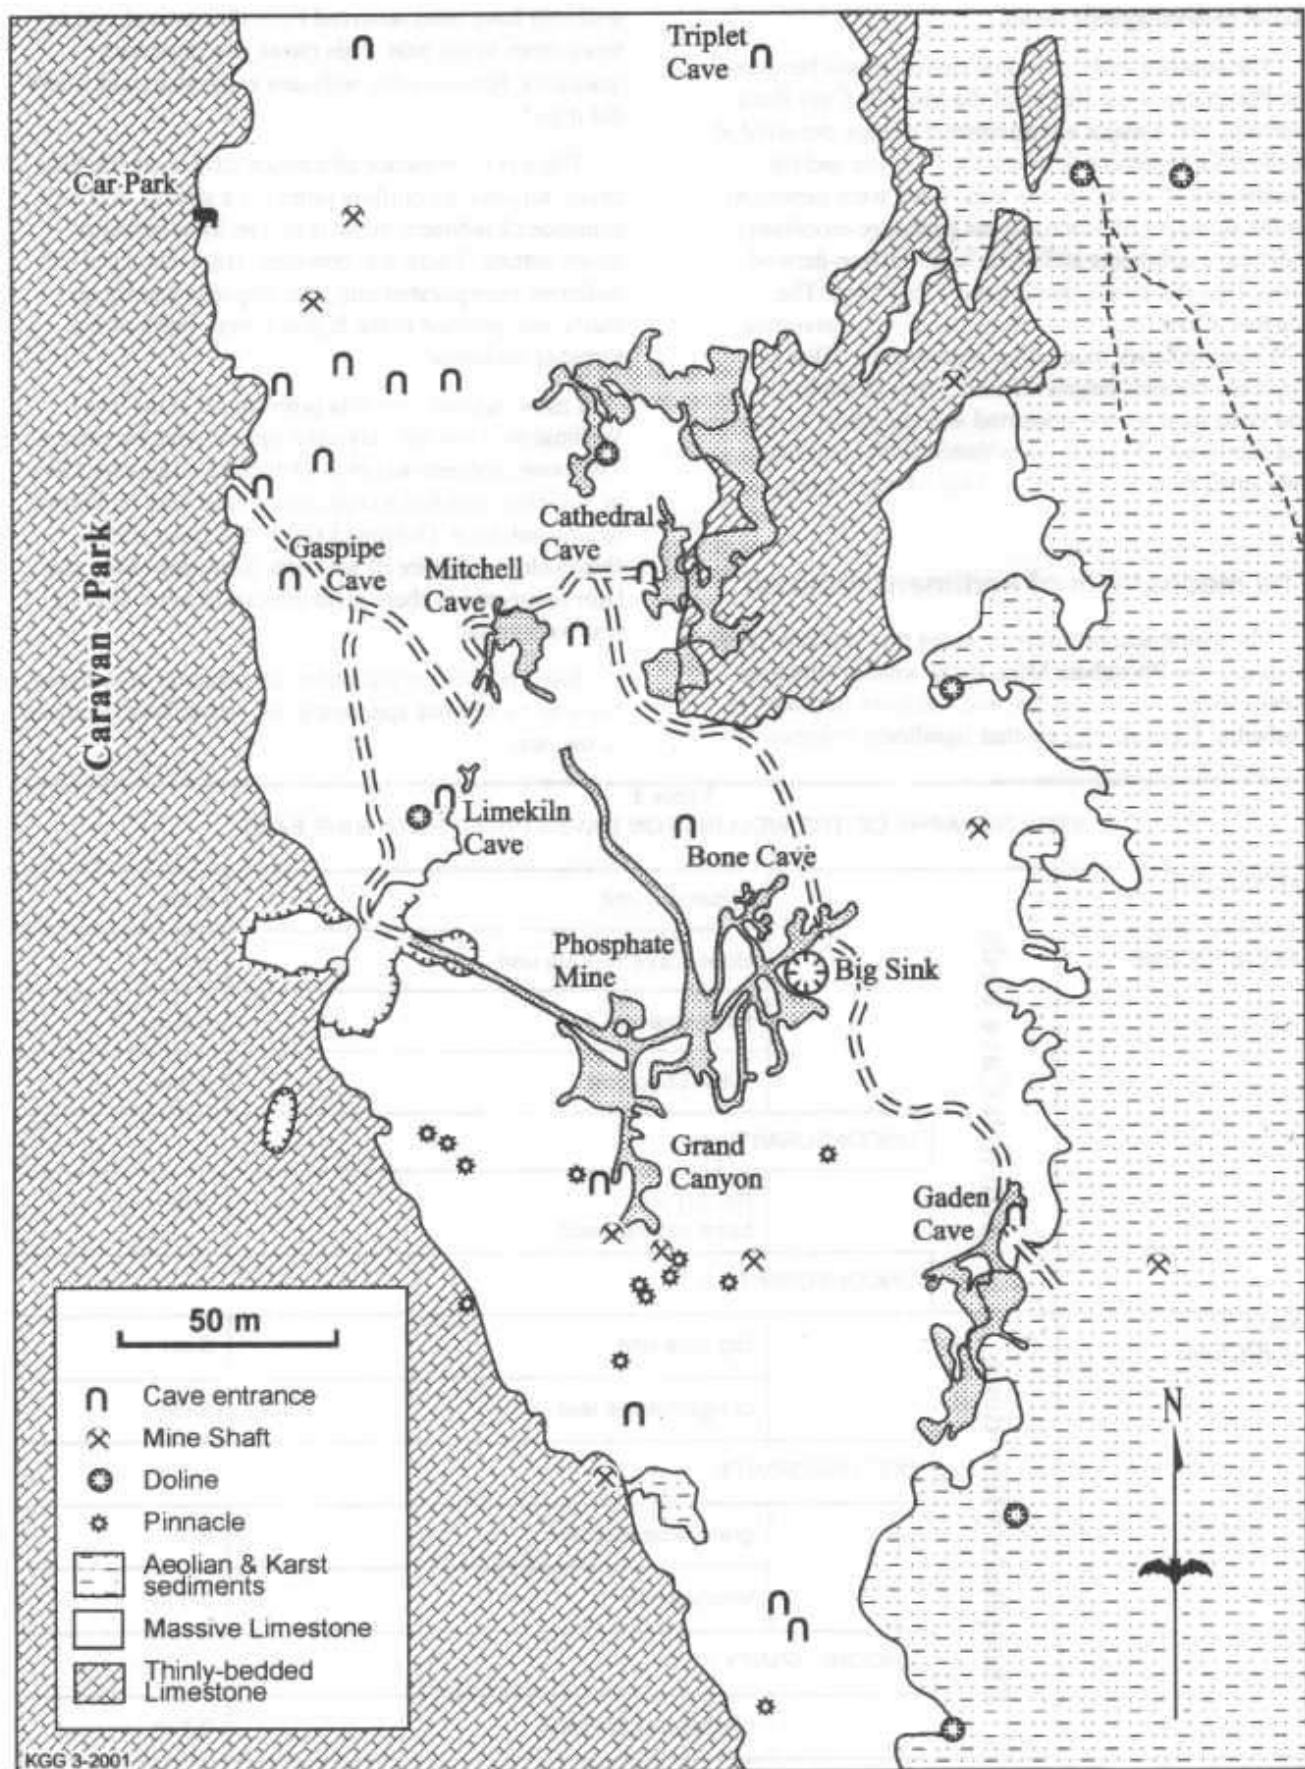 Triplet
Cave
Car Park
Cathedral
Cave
Gaspipe
Cave
Mitchell
Cave
Caravan Park
Limekiln
Cave
Bone Cave
Phosphate
Mine
Big Sink
Grand
Canyon
Gaden
Cave
50 m
Cave entrance
Mine Shaft
Doline
Pinnacle
Aeolian & Karst
sediments
Massive Limestone
Thinly-bedded
Limestone
N
KGG 3-2001